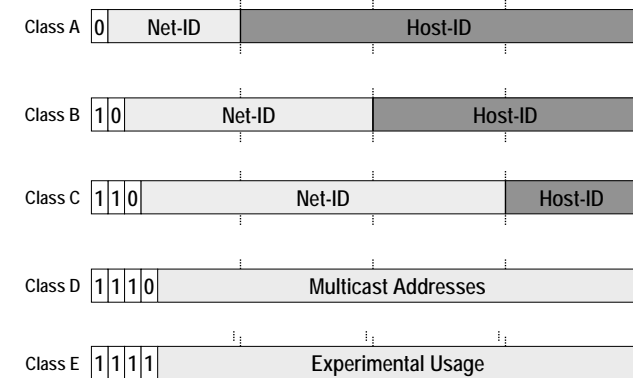 Class A 0 Net-ID Host-ID
Class B 1 0 Net-ID Host-ID
Class C 1 1 0 Net-ID Host-ID
Class D 1 1 1 0 Multicast Addresses
Class E 1 1 1 1 Experimental Usage